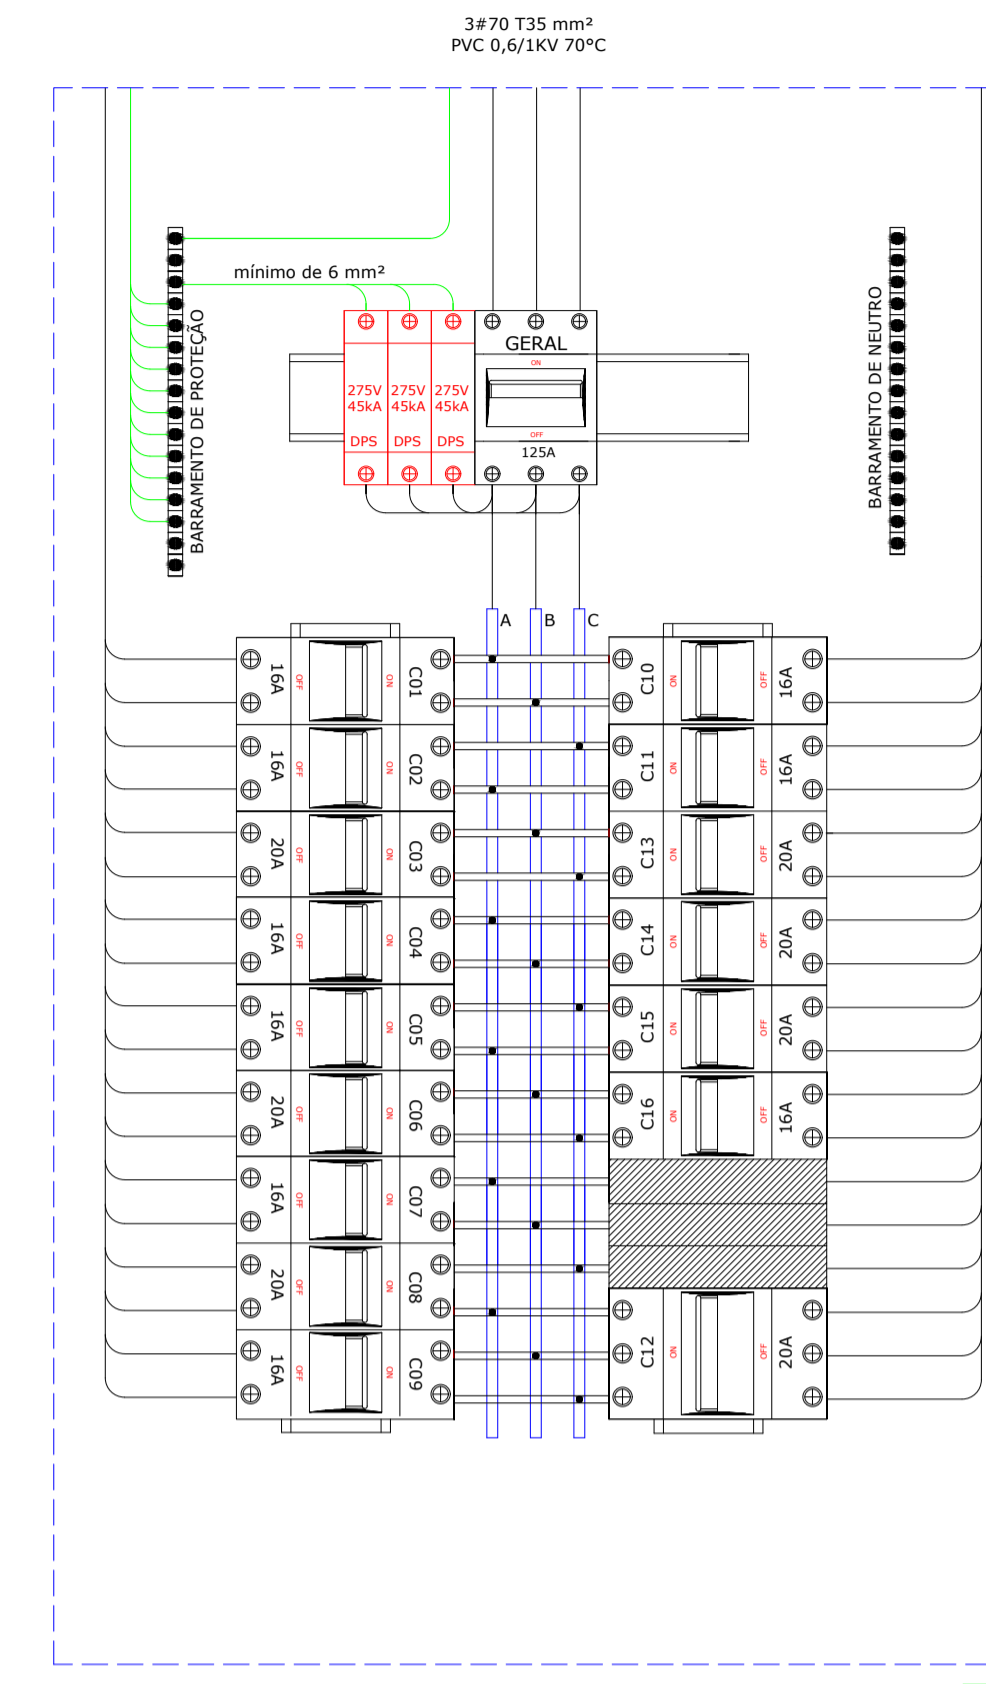 3#70 T35 mm²
PVC 0,6/1KV 70°C
mínimo de 6 mm²
BARRAMENTO DE PROTEÇÃO
BARRAMENTO DE NEUTRO
275V 275V 275V
45kA 45kA 45kA
DPS DPS DPS
GERAL
ON
OFF
125A
A B C
16A OFF ON C01
C10 ON OFF 16A
16A OFF ON C02
C11 ON OFF 16A
20A OFF ON C03
C13 ON OFF 20A
16A OFF ON C04
C14 ON OFF 20A
16A OFF ON C05
C15 ON OFF 20A
20A OFF ON C06
C16 ON OFF 16A
16A OFF ON C07
20A OFF ON C08
16A OFF ON C09
C12 ON OFF 20A